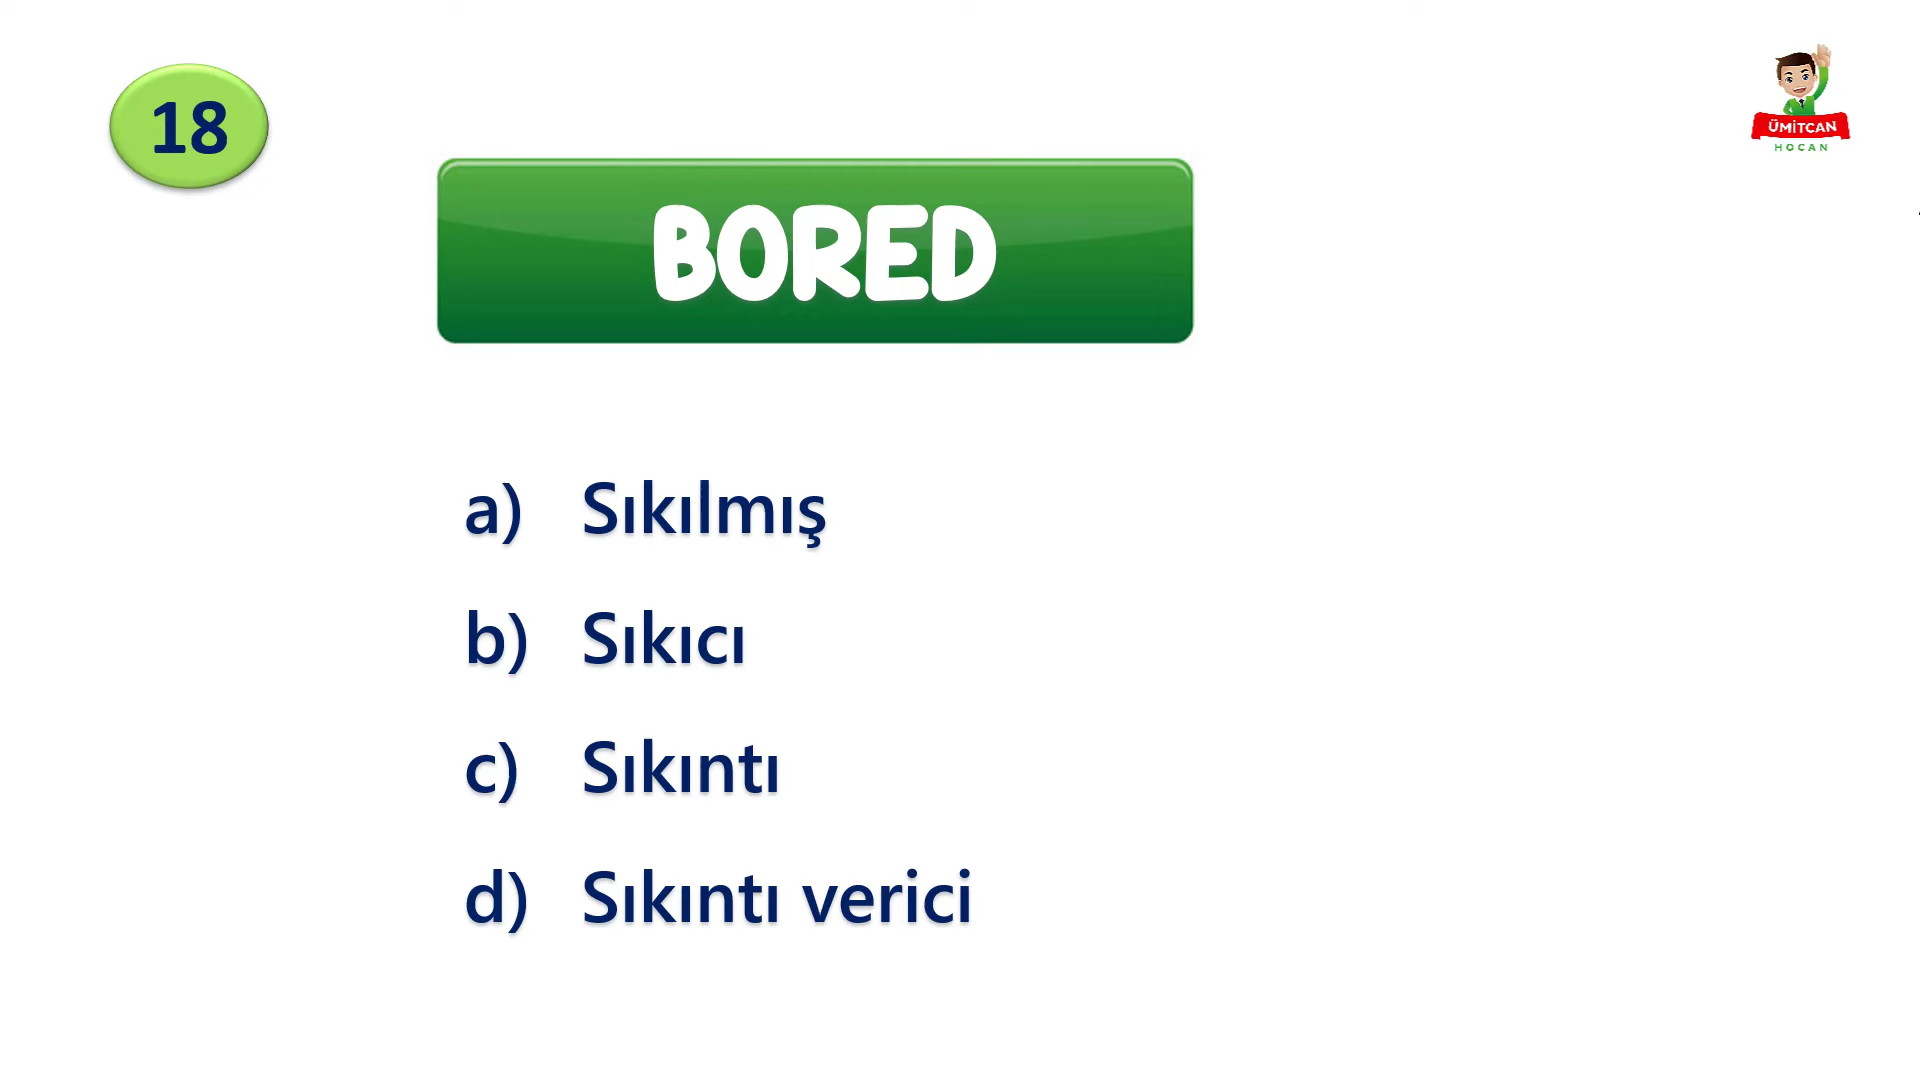 18
ÜMİTCAN
HOCAN
BORED
a) Sıkılmış
b) Sıkıcı
c) Sıkıntı
d) Sıkıntı verici